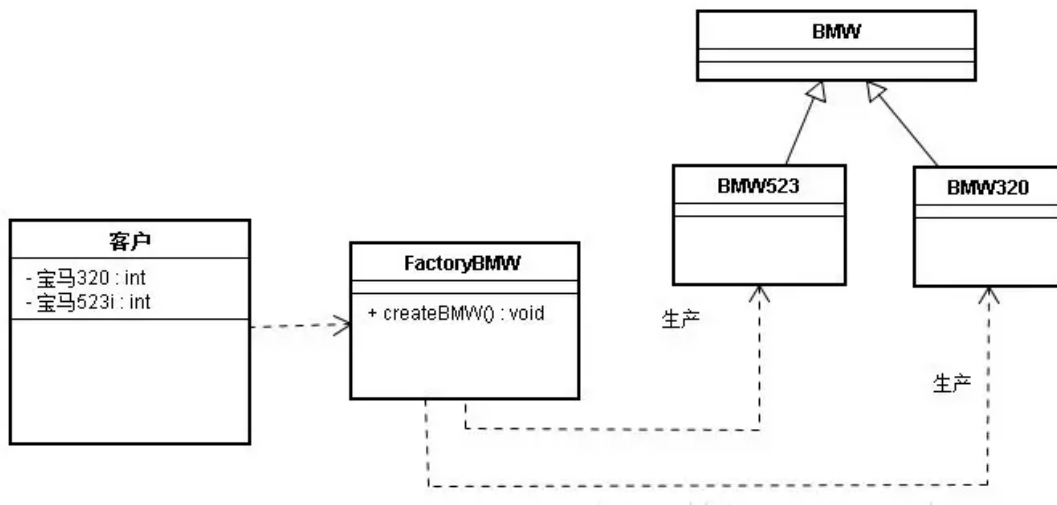 BMW
BMW523
BMW320
客户
- 宝马320 : int
- 宝马523i : int
FactoryBMW
+ createBMW() : void
生产
生产